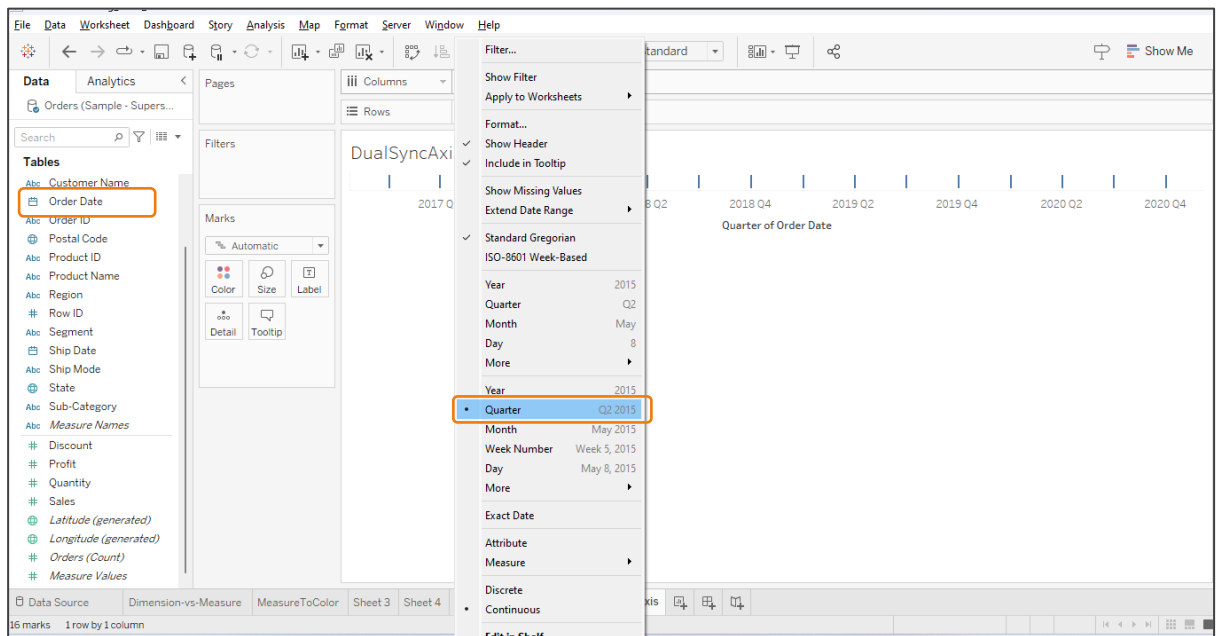 File Data Worksheet Dashboard Story Analysis Map Format Server Window Help
Show Me
Data Analytics
Orders (Sample - Supers...
Search
Tables
Abc Customer Name
Order Date
Abc Order ID
Postal Code
Abc Product ID
Abc Product Name
Abc Region
# Row ID
Abc Segment
Ship Date
Abc Ship Mode
State
Abc Sub-Category
Abc Measure Names
# Discount
# Profit
# Quantity
# Sales
Latitude (generated)
Longitude (generated)
# Orders (Count)
# Measure Values
Pages
Filters
Marks
Automatic
Color Size Label
Detail Tooltip
Columns
Rows
DualSyncAxi
2018 Q4 2019 Q2 2019 Q4 2020 Q2 2020 Q4
Quarter of Order Date
Filter...
Show Filter
Apply to Worksheets
Format...
Show Header
Include in Tooltip
Show Missing Values
Extend Date Range
Standard Gregorian
ISO-8601 Week-Based
Year 2015
Quarter Q2
Month May
Day 8
More
Year 2015
Quarter Q2 2015
Month May 2015
Week Number Week 5, 2015
Day May 8, 2015
More
Exact Date
Attribute
Measure
Discrete
Continuous
Edit in Shelf
Data Source Dimension-vs-Measure MeasureToColor Sheet 3 Sheet 4
16 marks 1 row by 1 column